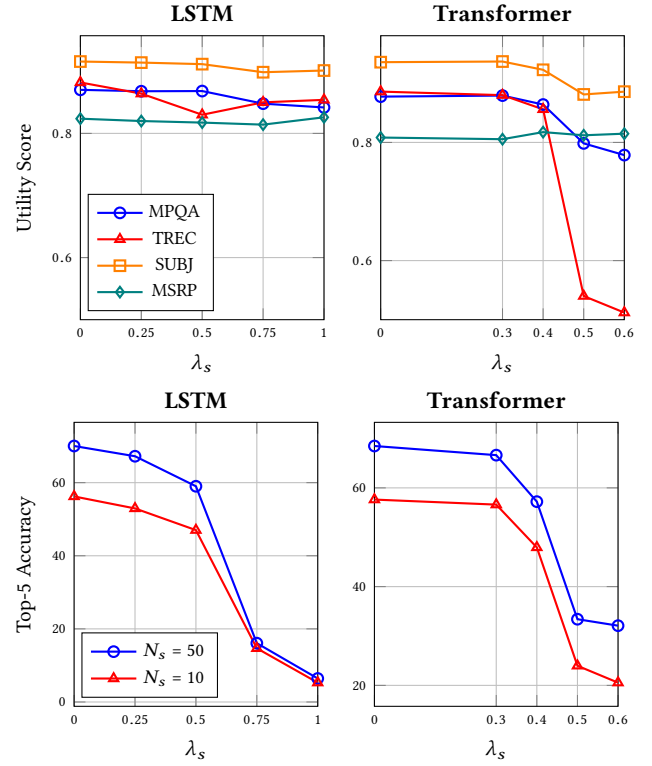 LSTM
Transformer
Utility Score
0.8
0.6
MPQA
TREC
SUBJ
MSRP
0 0.25 0.5 0.75 1
λs
0.8
0.6
0 0.3 0.4 0.5 0.6
λs
LSTM
Transformer
Top-5 Accuracy
60
40
20
0
Ns = 50
Ns = 10
0 0.25 0.5 0.75 1
λs
60
40
20
0 0.3 0.4 0.5 0.6
λs